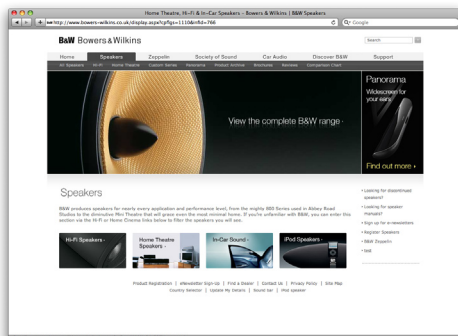 Home Theatre, Hi-Fi & In-Car Speakers – Bowers & Wilkins | B&W Speakers
http://www.bowers-wilkins.co.uk/display.aspx?cpflgs=1110&infid=766
Google
B&W Bowers & Wilkins
Search
Home Speakers Zeppelin Society of Sound Car Audio Discover B&W Support
All Speakers Hi-Fi Home Theatre Custom Series Panorama Product Archive Brochures Reviews Comparison Chart
View the complete B&W range
Panorama
Widescreen for
your ears
Find out more
Speakers
B&W produces speakers for nearly every application and performance level, from the mighty 800 Series used in Abbey Road
Studios to the diminutive Mini Theatre that will grace even the most minimal home. If you're unfamiliar with B&W, you can enter this
section via the Hi-Fi or Home Cinema links below to filter the speakers you will see.
Looking for discontinued
speakers?
Looking for speaker
manuals?
Sign up for e-newsletters
Register Speakers
B&W Zeppelin
Hi-Fi Speakers
Home Theatre
Speakers
In-Car Sound
iPod Speakers
Product Registration | eNewsletter Sign-Up | Find a Dealer | Contact Us | Privacy Policy | Site Map
Country Selector | Update My Details | Sound bar | iPod speaker